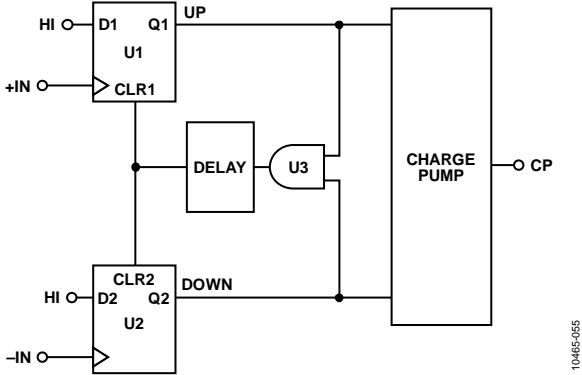 UP
HI
D1
Q1
U1
+IN
CLR1
DELAY
U3
CHARGE
PUMP
CP
CLR2
DOWN
HI
D2
Q2
U2
–IN
10465-055